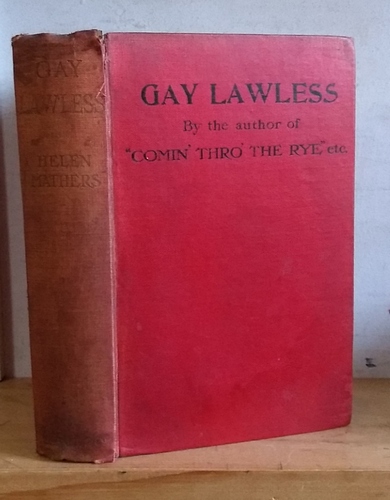 GAY
LAWLESS
HELEN
MATHERS
GAY LAWLESS
By the author of
"COMIN' THRO' THE RYE" etc.